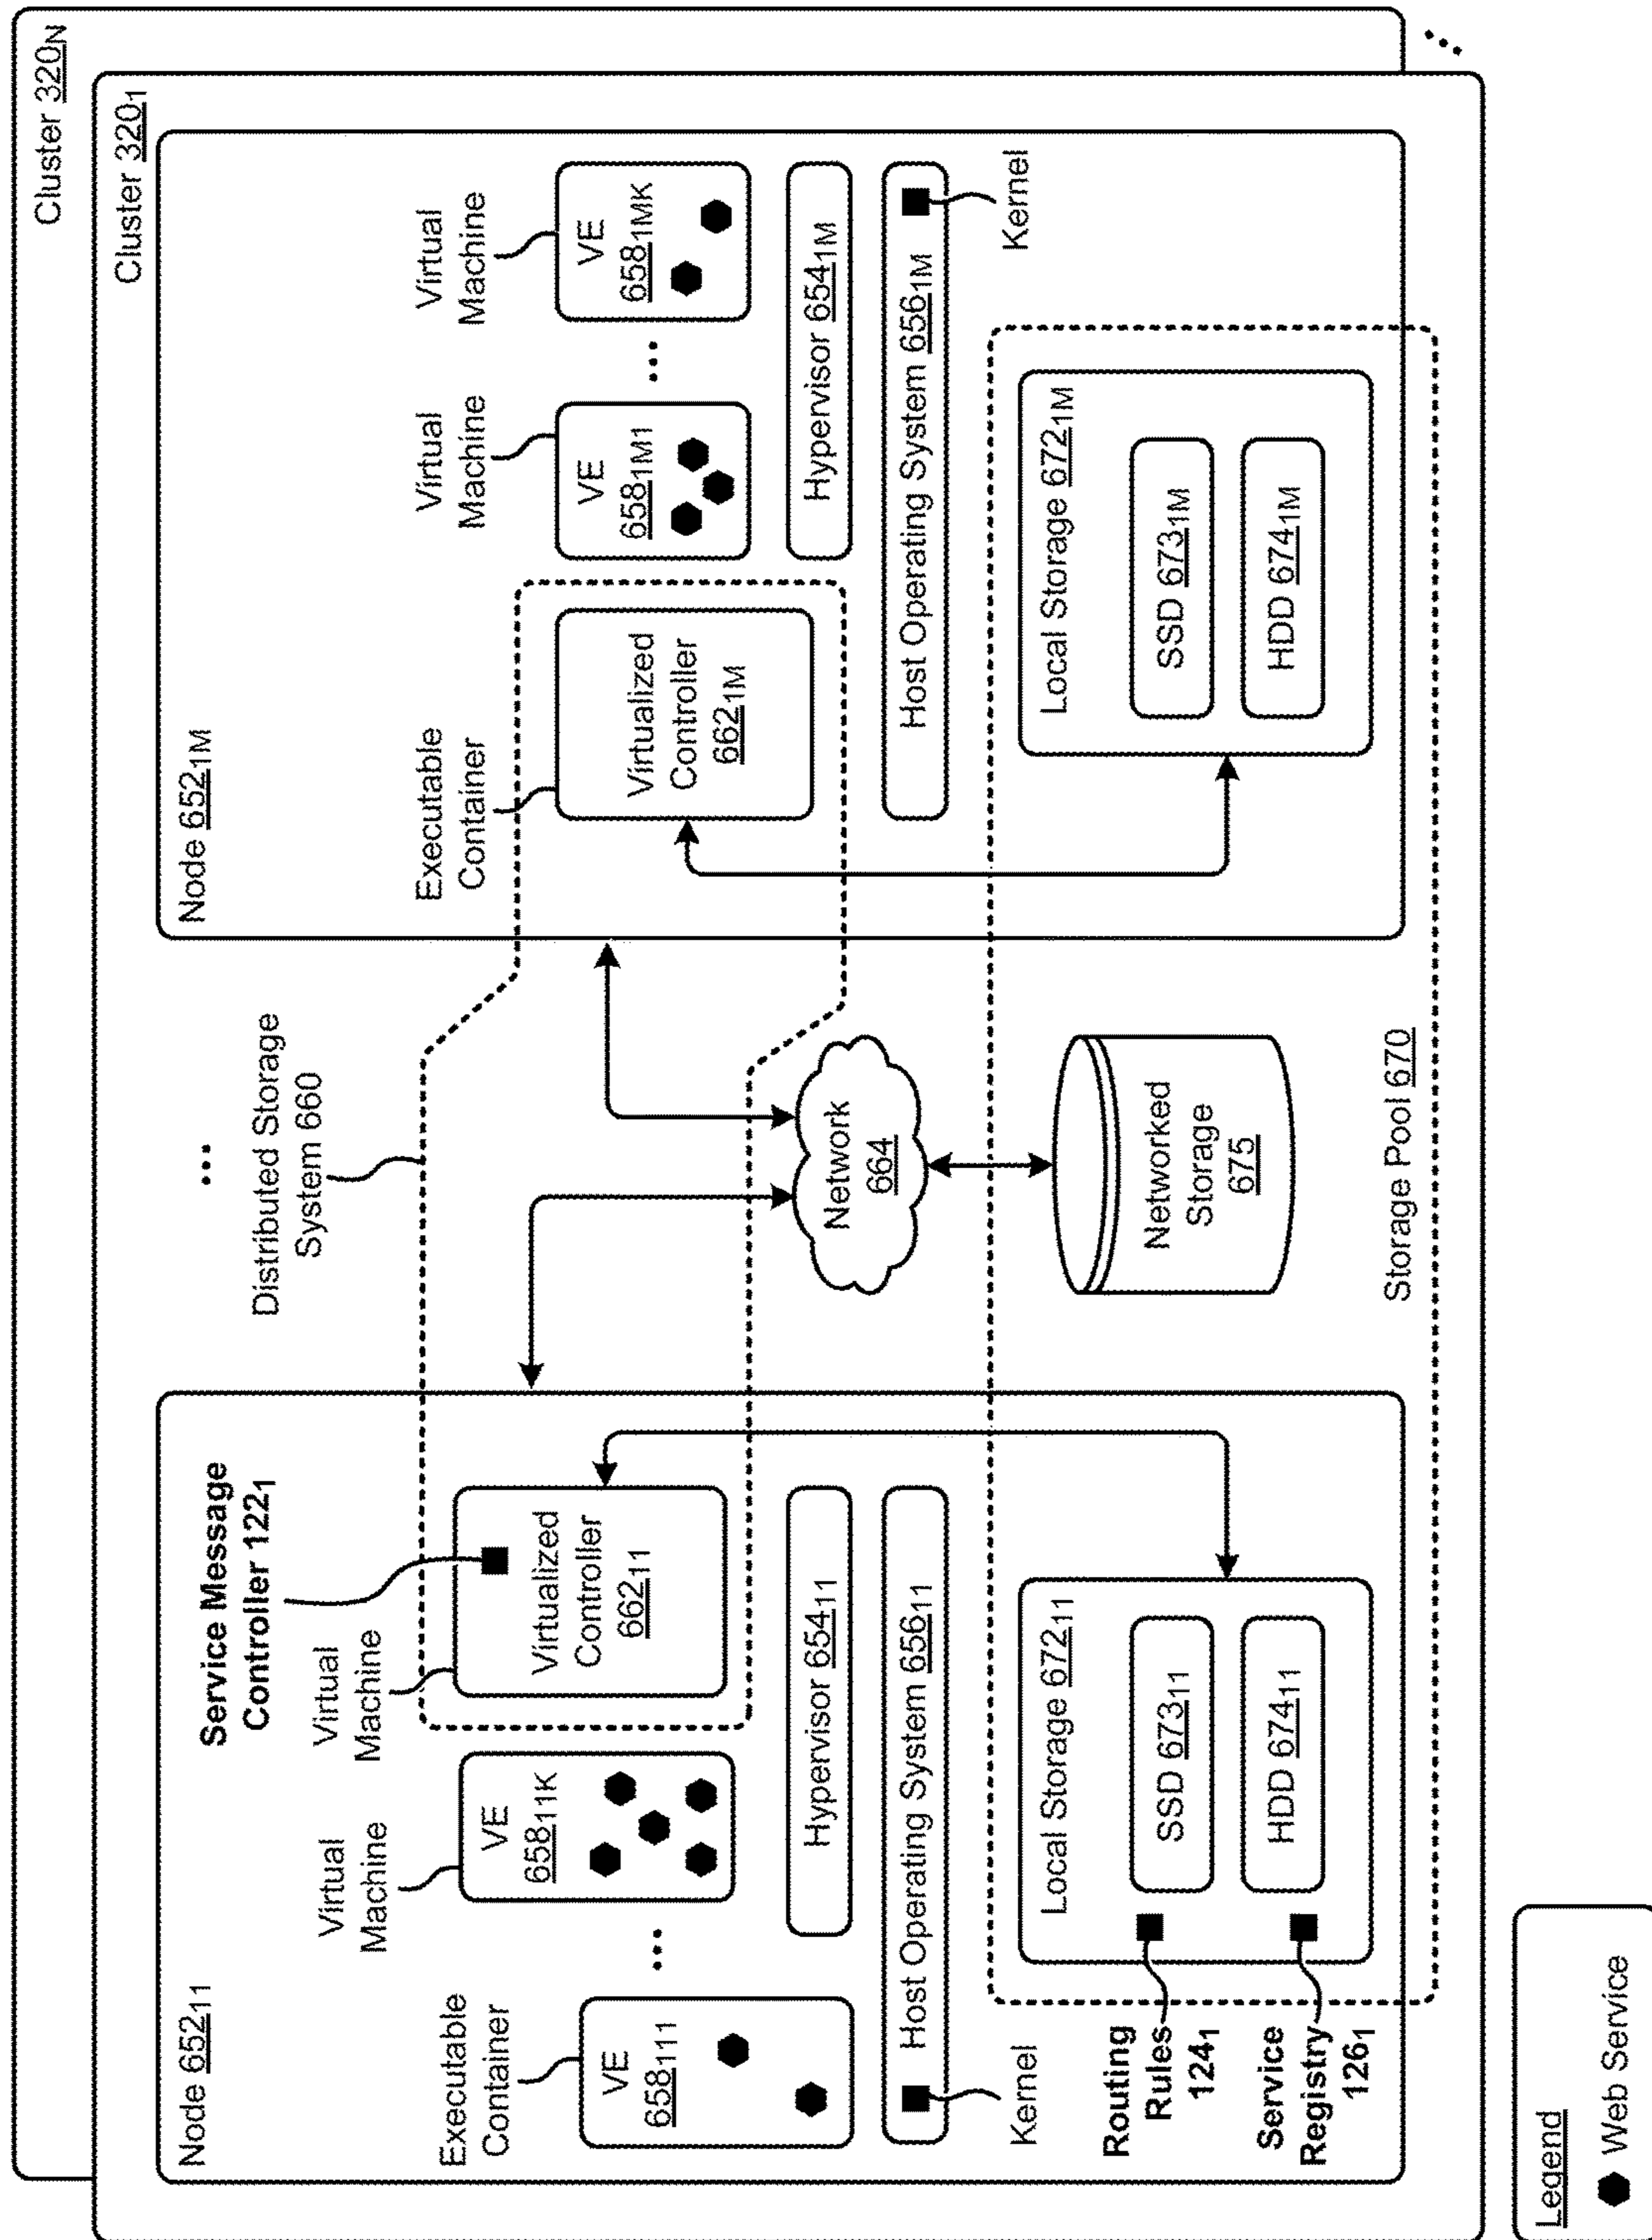 Cluster 320N
Cluster 3201
Node 65211
Service Message
Controller 1221
Virtual
Machine
Virtual
Machine
Executable
Container
VE
658111
...
VE
65811K
Virtualized
Controller
66211
Hypervisor 65411
Host Operating System 65611
Kernel
Local Storage 67211
SSD 67311
HDD 67411
Routing
Rules
1241
Service
Registry
1261
...
Distributed Storage
System 660
Network
664
Networked
Storage
675
Storage Pool 670
Node 6521M
Executable
Container
Virtual
Machine
Virtual
Machine
Virtualized
Controller
6621M
VE
6581M1
...
VE
6581MK
Hypervisor 6541M
Host Operating System 6561M
Kernel
Local Storage 6721M
SSD 6731M
HDD 6741M
...
Legend
Web Service